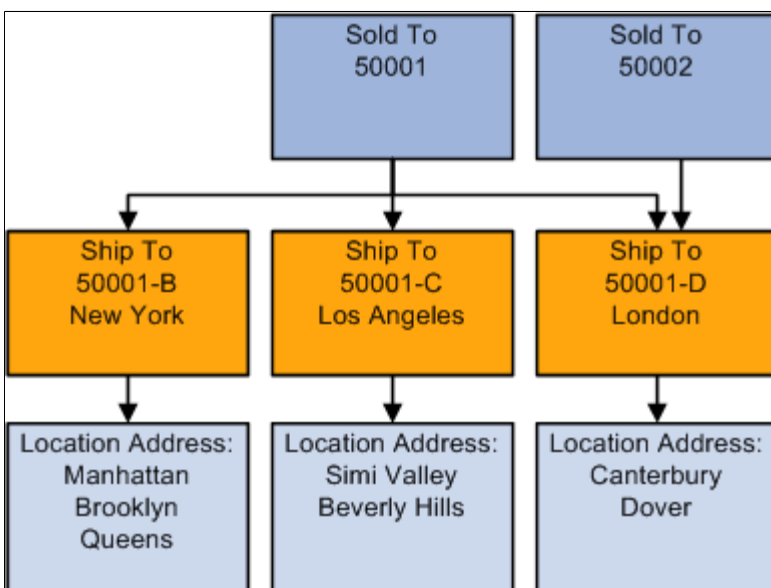 Sold To
50001
Sold To
50002
Ship To
50001-B
New York
Ship To
50001-C
Los Angeles
Ship To
50001-D
London
Location Address:
Manhattan
Brooklyn
Queens
Location Address:
Simi Valley
Beverly Hills
Location Address:
Canterbury
Dover